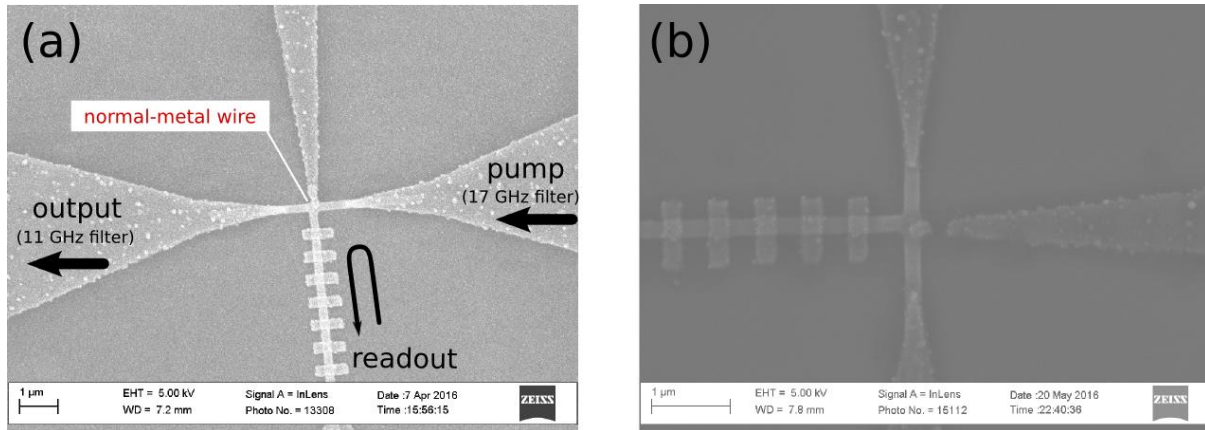 (a)
normal-metal wire
pump
(17 GHz filter)
output
(11 GHz filter)
readout
1 µm
EHT = 5.00 kV
WD = 7.2 mm
Signal A = InLens
Photo No. = 13308
Date :7 Apr 2016
Time :15:56:15
ZEISS
(b)
1 µm
EHT = 5.00 kV
WD = 7.8 mm
Signal A = InLens
Photo No. = 15112
Date :20 May 2016
Time :22:40:36
ZEISS